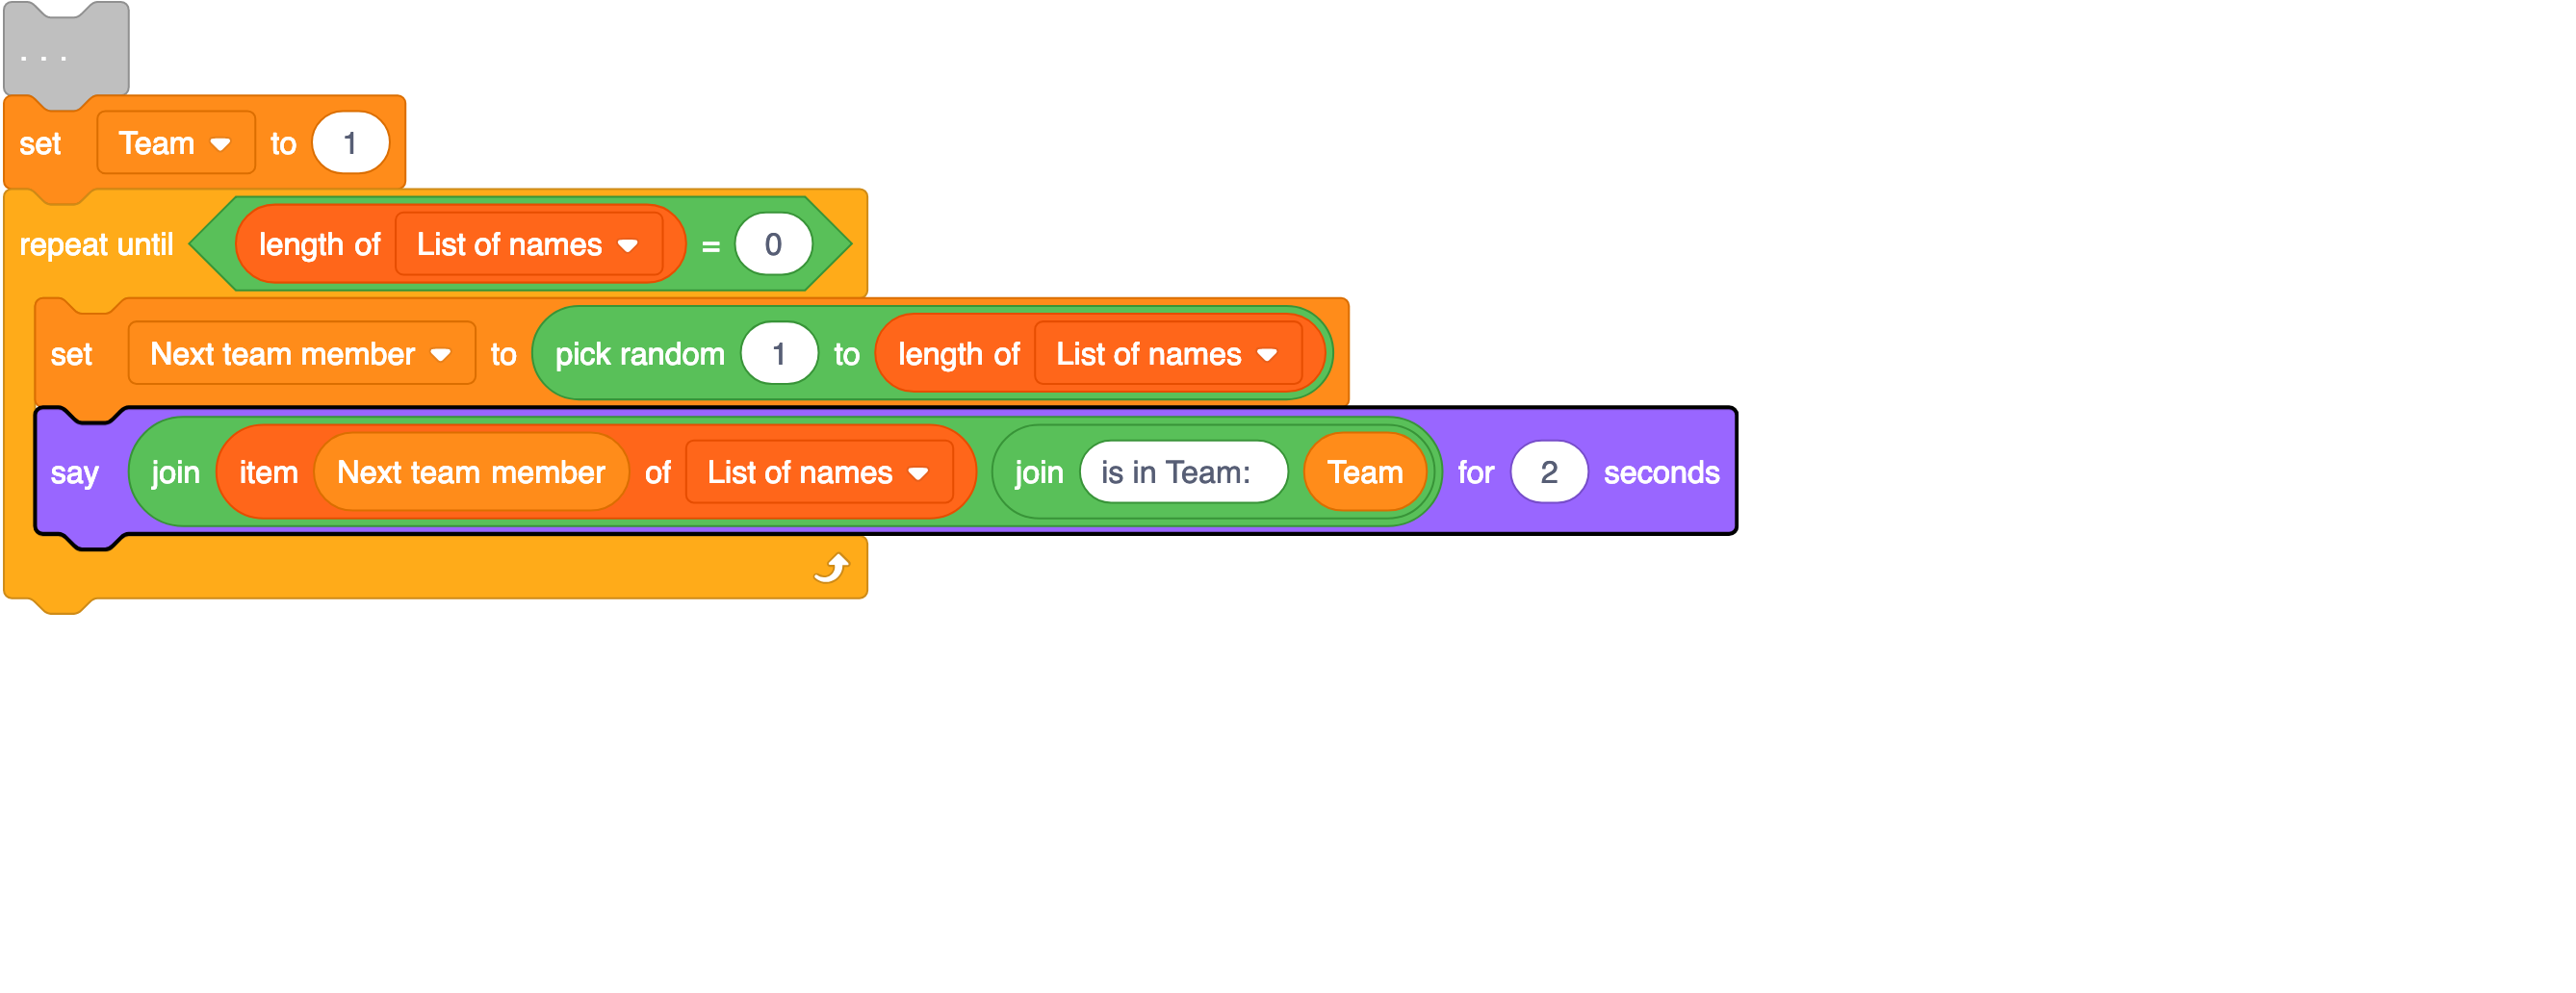 . . .
set Team to 1
repeat until length of List of names = 0
set Next team member to pick random 1 to length of List of names
say join item Next team member of List of names join is in Team: Team for 2 seconds